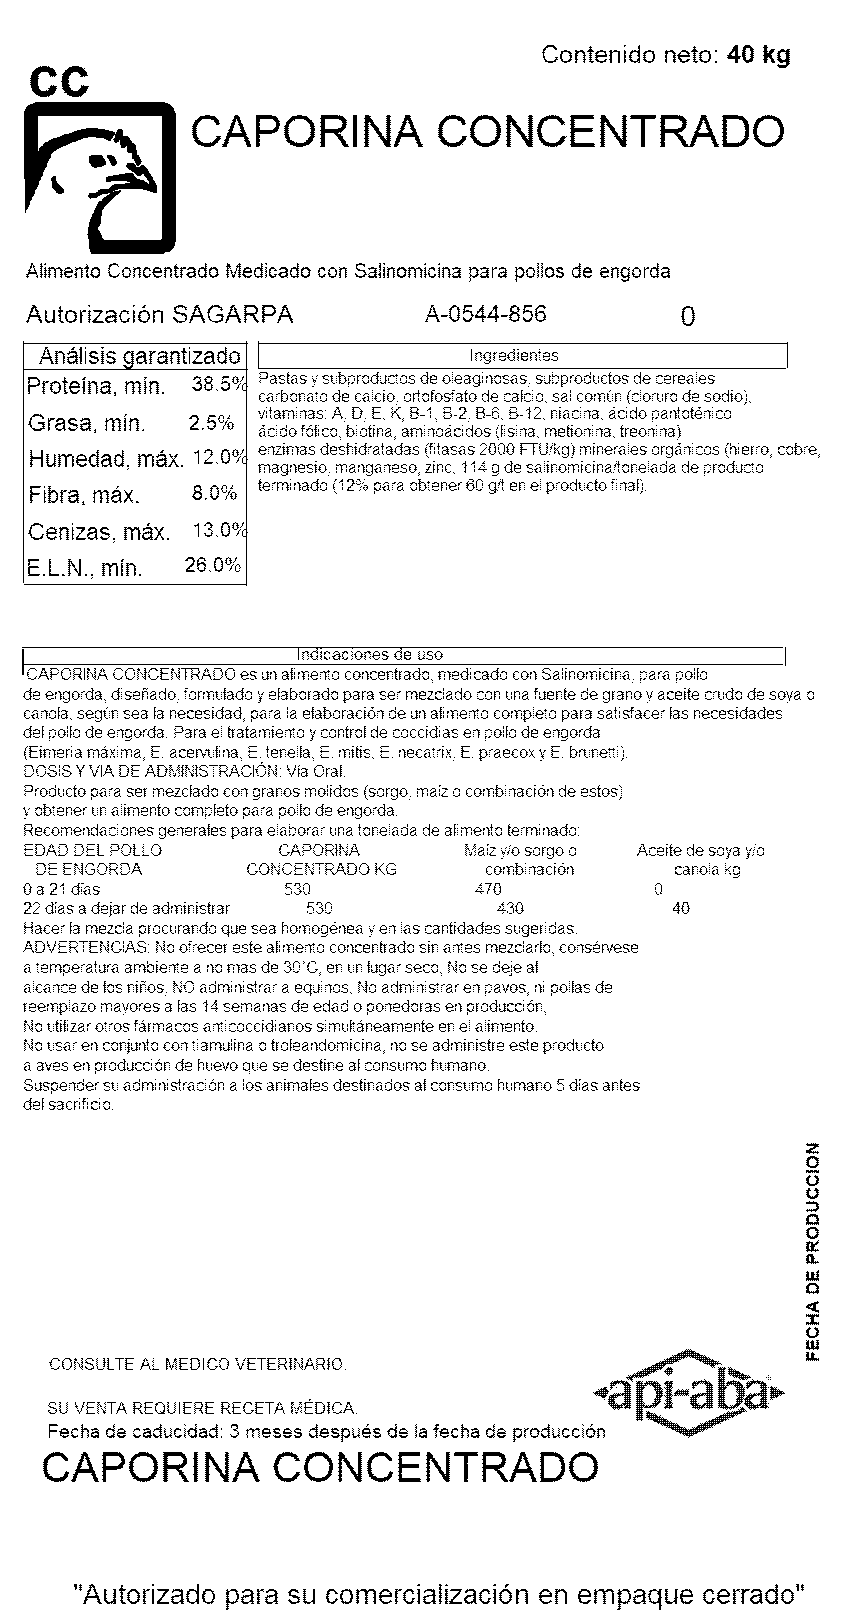 Contenido neto: 40 kg
CC
CAPORINA CONCENTRADO
Alimento Concentrado Medicado con Salinomicina para pollos de engorda
Autorización SAGARPA A-0544-856 0
Análisis garantizado
Proteína, mín. 38.5%
Grasa, mín. 2.5%
Humedad, máx. 12.0%
Fibra, máx. 8.0%
Cenizas, máx. 13.0%
E.L.N., mín. 26.0%
Ingredientes
Pastas y subproductos de oleaginosas, subproductos de cereales
carbonato de calcio, ortofosfato de calcio, sal común (cloruro de sodio),
vitaminas: A, D, E, K, B-1, B-2, B-6, B-12, niacina, ácido pantoténico
ácido fólico, biotina, aminoácidos (lisina, metionina, treonina)
enzimas deshidratadas (fitasas 2000 FTU/kg) minerales orgánicos (hierro, cobre,
magnesio, manganeso, zinc, 114 g de salinomicina/tonelada de producto
terminado (12% para obtener 60 g/t en el producto final).
Indicaciones de uso
CAPORINA CONCENTRADO es un alimento concentrado, medicado con Salinomicina, para pollo
de engorda, diseñado, formulado y elaborado para ser mezclado con una fuente de grano y aceite crudo de soya o
canola, según sea la necesidad, para la elaboración de un alimento completo para satisfacer las necesidades
del pollo de engorda. Para el tratamiento y control de coccidias en pollo de engorda
(Eimeria máxima, E. acervulina, E. tenella, E. mitis, E. necatrix, E. praecox y E. brunetti).
DOSIS Y VIA DE ADMINISTRACIÓN: Vía Oral.
Producto para ser mezclado con granos molidos (sorgo, maíz o combinación de estos)
y obtener un alimento completo para pollo de engorda.
Recomendaciones generales para elaborar una tonelada de alimento terminado:
EDAD DEL POLLO CAPORINA Maíz y/o sorgo o Aceite de soya y/o
DE ENGORDA CONCENTRADO KG combinación canola kg
0 a 21 días 530 470 0
22 días a dejar de administrar 530 430 40
Hacer la mezcla procurando que sea homogénea y en las cantidades sugeridas.
ADVERTENCIAS: No ofrecer este alimento concentrado sin antes mezclarlo, consérvese
a temperatura ambiente a no mas de 30°C, en un lugar seco, No se deje al
alcance de los niños, NO administrar a equinos. No administrar en pavos, ni pollas de
reemplazo mayores a las 14 semanas de edad o ponedoras en producción,
No utilizar otros fármacos anticoccidianos simultáneamente en el alimento.
No usar en conjunto con tiamulina o troleandomicina, no se administre este producto
a aves en producción de huevo que se destine al consumo humano.
Suspender su administración a los animales destinados al consumo humano 5 días antes
del sacrificio.
FECHA DE PRODUCCION
CONSULTE AL MEDICO VETERINARIO.
api-aba
SU VENTA REQUIERE RECETA MÉDICA.
Fecha de caducidad: 3 meses después de la fecha de producción
CAPORINA CONCENTRADO
"Autorizado para su comercialización en empaque cerrado"